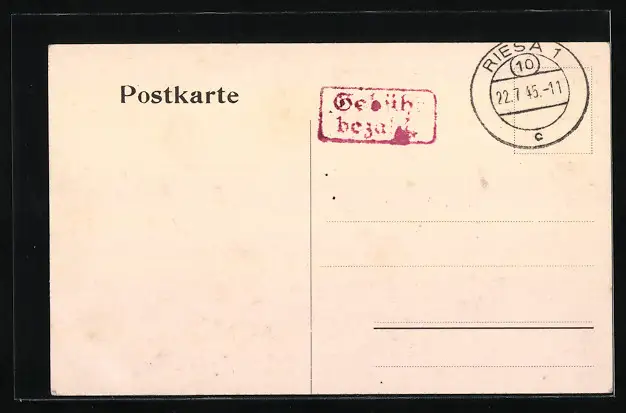 Postkarte
Gebühr
bezahlt
RIESA 1
10
22.7.45.-11
c